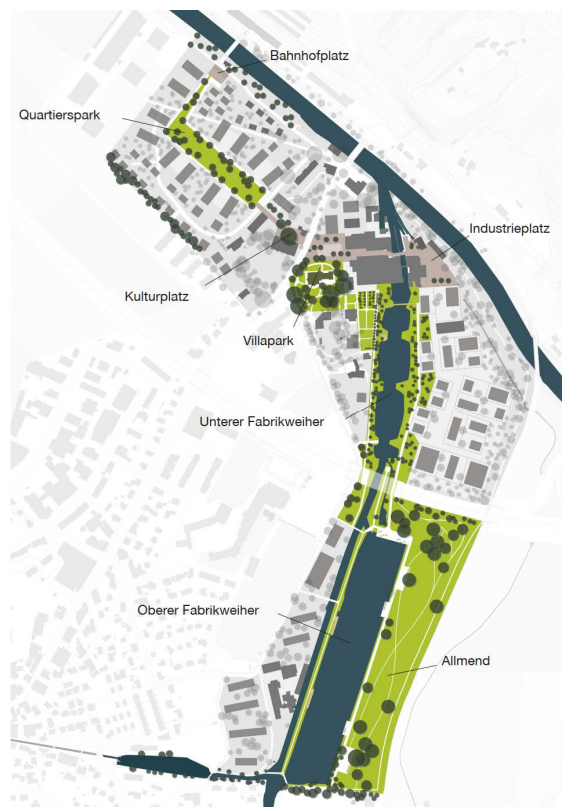 Bahnhofplatz
Quartierspark
Industrieplatz
Kulturplatz
Villapark
Unterer Fabrikweiher
Oberer Fabrikweiher
Allmend